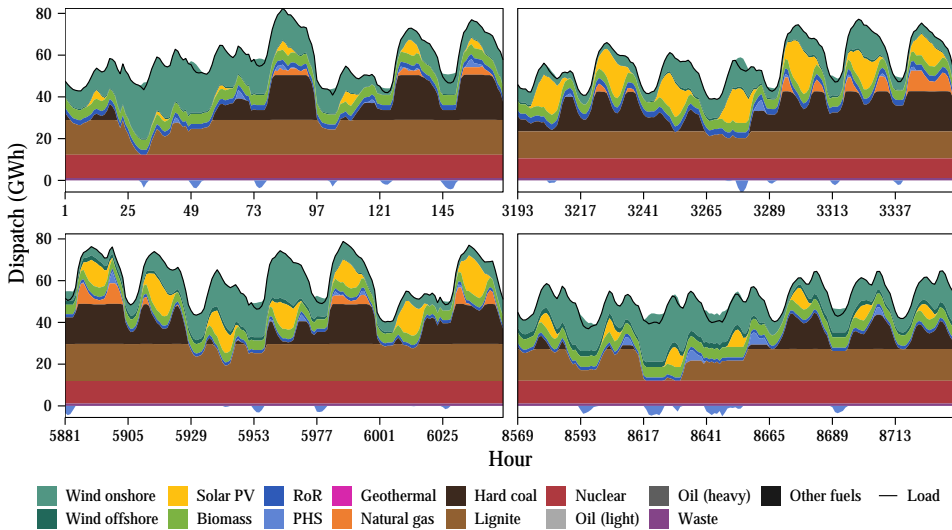 80
60
40
20
0
1 25 49 73 97 121 145
3193 3217 3241 3265 3289 3313 3337
Dispatch (GWh)
80
60
40
20
0
5881 5905 5929 5953 5977 6001 6025
8569 8593 8617 8641 8665 8689 8713
Hour
Wind onshore Solar PV RoR Geothermal Hard coal Nuclear Oil (heavy) Other fuels Load
Wind offshore Biomass PHS Natural gas Lignite Oil (light) Waste